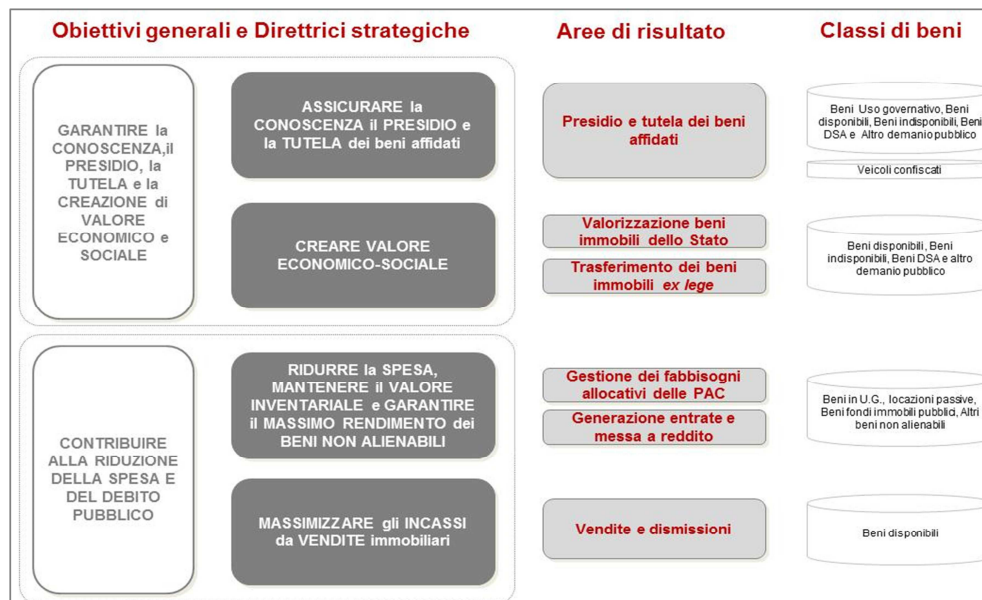 Obiettivi generali e Direttrici strategiche
Aree di risultato
Classi di beni
GARANTIRE la
CONOSCENZA,il
PRESIDIO, la
TUTELA e la
CREAZIONE di
VALORE
ECONOMICO e
SOCIALE
ASSICURARE la
CONOSCENZA il PRESIDIO e
la TUTELA dei beni affidati
Presidio e tutela dei beni
affidati
Beni Uso governativo, Beni
disponibili, Beni indisponibili, Beni
DSA e Altro demanio pubblico
Veicoli confiscati
CREARE VALORE
ECONOMICO-SOCIALE
Valorizzazione beni
immobili dello Stato
Trasferimento dei beni
immobili ex lege
Beni disponibili, Beni
indisponibili, Beni DSA e altro
demanio pubblico
CONTRIBUIRE
ALLA RIDUZIONE
DELLA SPESA E
DEL DEBITO
PUBBLICO
RIDURRE la SPESA,
MANTENERE il VALORE
INVENTARIALE e GARANTIRE
il MASSIMO RENDIMENTO dei
BENI NON ALIENABILI
Gestione dei fabbisogni
allocativi delle PAC
Generazione entrate e
messa a reddito
Beni in U.G., locazioni passive,
Beni fondi immobili pubblici, Altri
beni non alienabili
MASSIMIZZARE gli INCASSI
da VENDITE immobiliari
Vendite e dismissioni
Beni disponibili